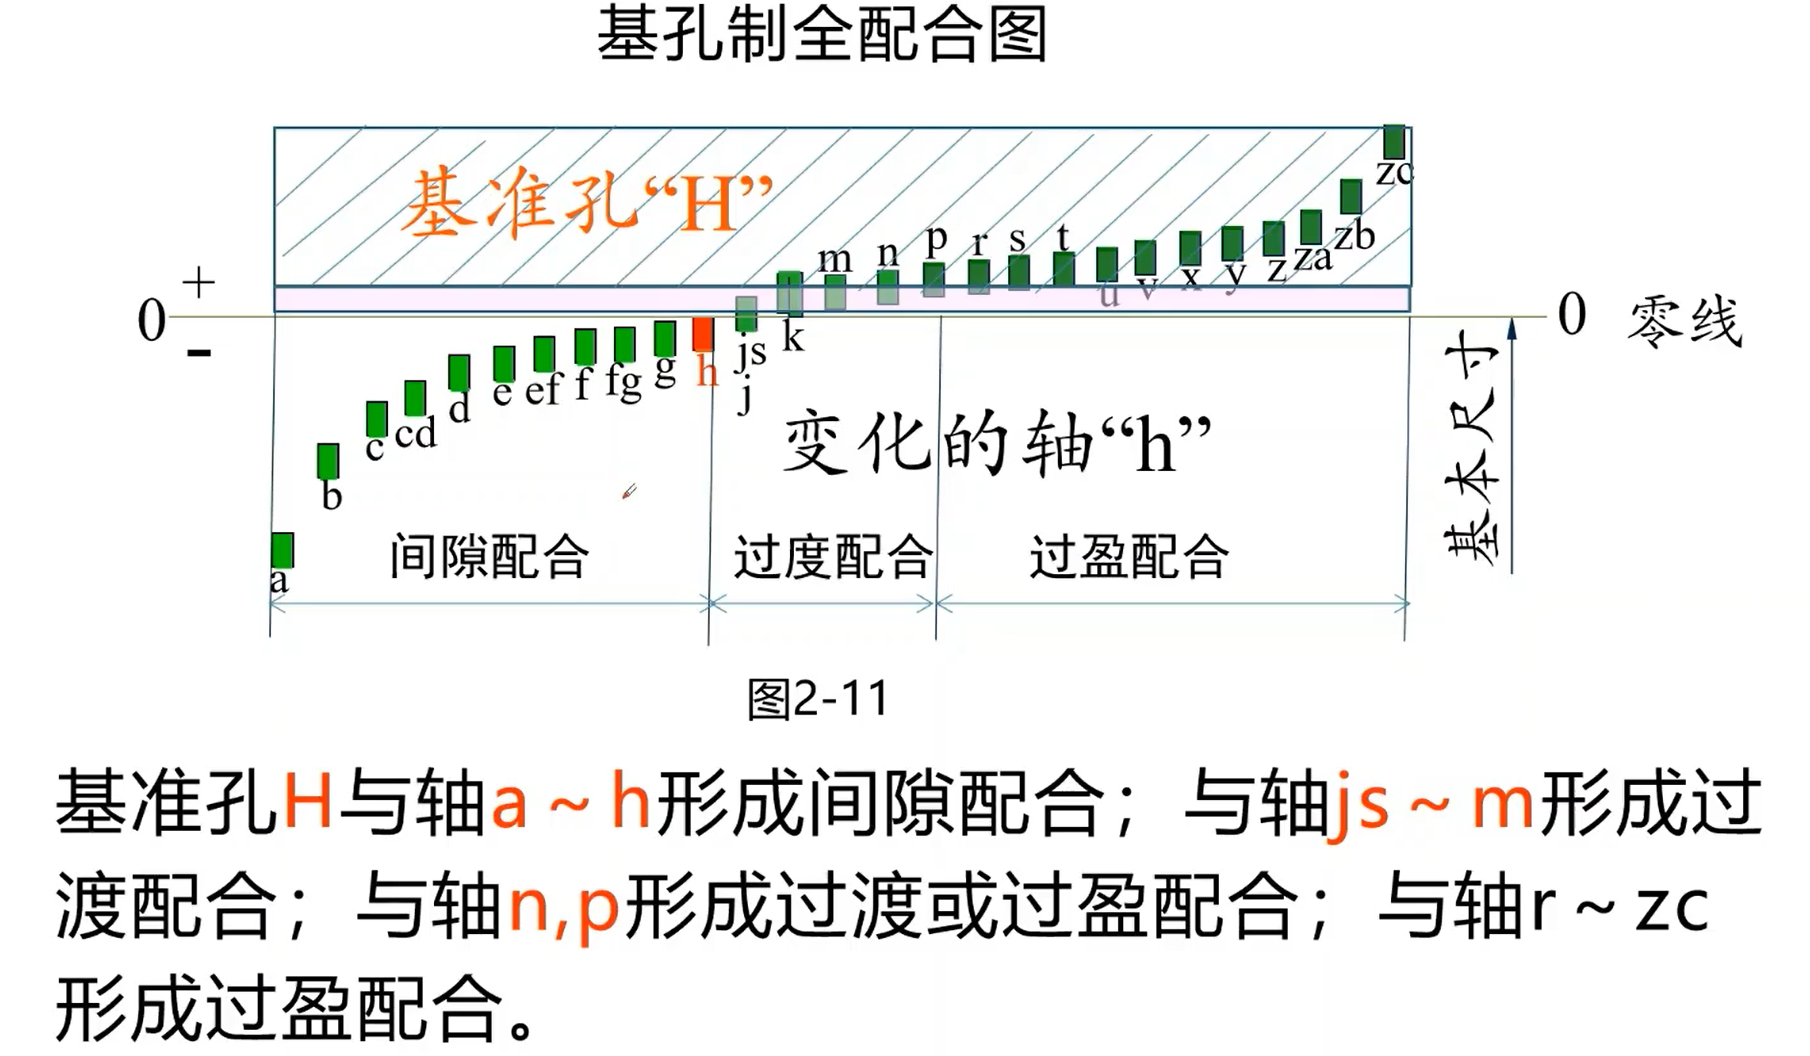 基孔制全配合图
基准孔“H”
zc
zb
za
z
y
x
v
u
t
s
r
p
n
m
k
js
j
h
g
fg
f
ef
e
d
cd
c
b
a
+
0
-
0 零线
基本尺寸
变化的轴“h”
间隙配合 过度配合 过盈配合
图2-11
基准孔H与轴a~h形成间隙配合；与轴js~m形成过
渡配合；与轴n,p形成过渡或过盈配合；与轴r~zc
形成过盈配合。